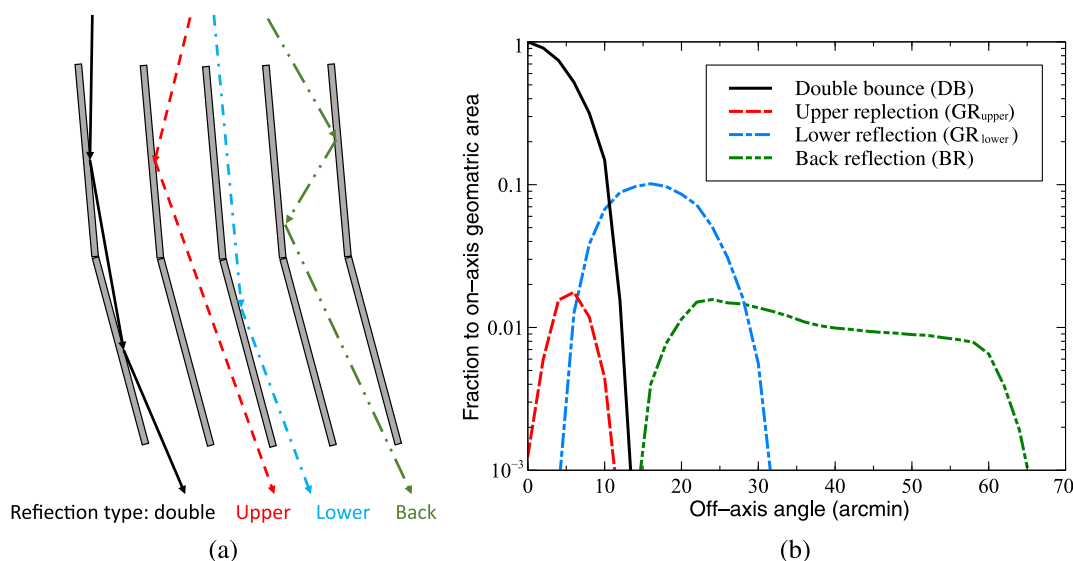 Reflection type: double Upper Lower Back
(a)
Fraction to on-axis geometric area
1
0.1
0.01
10⁻³
Double bounce (DB)
Upper replection (GRupper)
Lower reflection (GRlower)
Back reflection (BR)
0 10 20 30 40 50 60 70
Off-axis angle (arcmin)
(b)